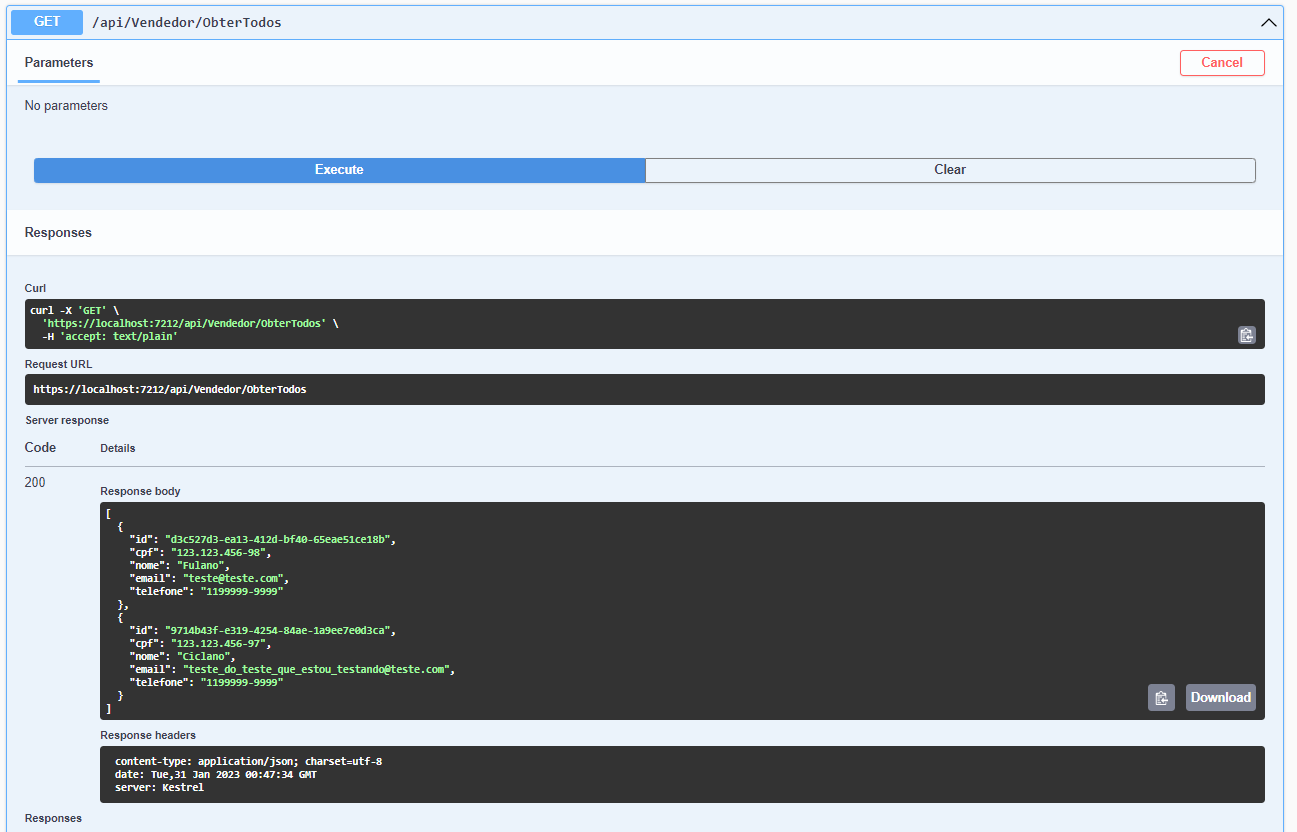 GET /api/Vendedor/ObterTodos
Parameters
Cancel
No parameters
Execute
Clear
Responses
Curl
curl -X 'GET' \
  'https://localhost:7212/api/Vendedor/ObterTodos' \
  -H 'accept: text/plain'
Request URL
https://localhost:7212/api/Vendedor/ObterTodos
Server response
Code Details
200
Response body
[
  {
    "id": "d3c527d3-ea13-412d-bf40-65eae51ce18b",
    "cpf": "123.123.456-98",
    "nome": "Fulano",
    "email": "teste@teste.com",
    "telefone": "1199999-9999"
  },
  {
    "id": "9714b43f-e319-4254-84ae-1a9ee7e0d3ca",
    "cpf": "123.123.456-97",
    "nome": "Ciclano",
    "email": "teste_do_teste_que_estou_testando@teste.com",
    "telefone": "1199999-9999"
  }
]
Download
Response headers
content-type: application/json; charset=utf-8
date: Tue,31 Jan 2023 00:47:34 GMT
server: Kestrel
Responses